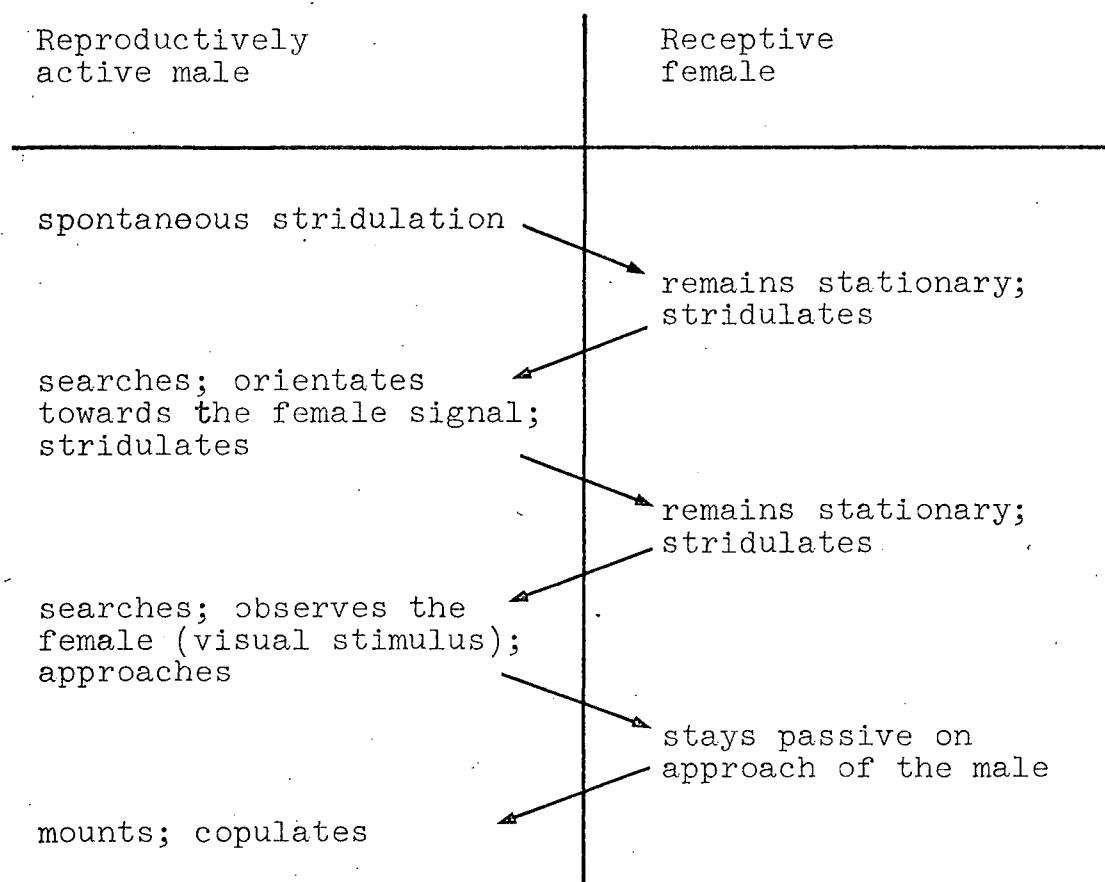 Reproductively
active male
Receptive
female
spontaneous stridulation
remains stationary;
stridulates
searches; orientates
towards the female signal;
stridulates
remains stationary;
stridulates
searches; observes the
female (visual stimulus);
approaches
stays passive on
approach of the male
mounts; copulates